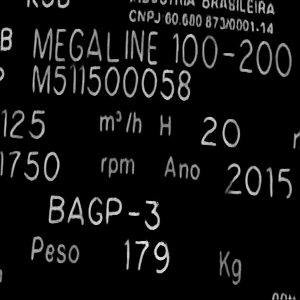 INDÚSTRIA BRASILEIRA
CNPJ 60.680 873/0001-14
MEGALINE 100-200
M511500058
125 m³/h H 20
1750 rpm Ano 2015
BAGP-3
Peso 179 Kg